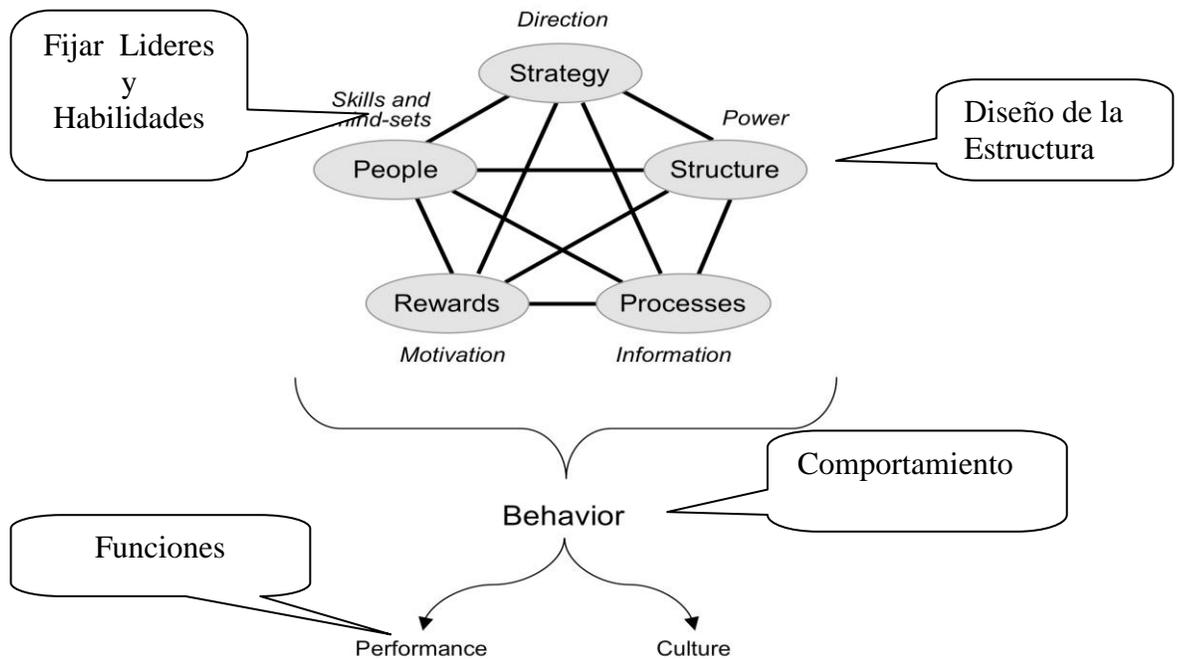 Direction
Fijar Lideres
y
Habilidades
Strategy
Skills and
mind-sets
Power
Diseño de la
Estructura
People
Structure
Rewards
Processes
Motivation
Information
Comportamiento
Behavior
Funciones
Performance
Culture